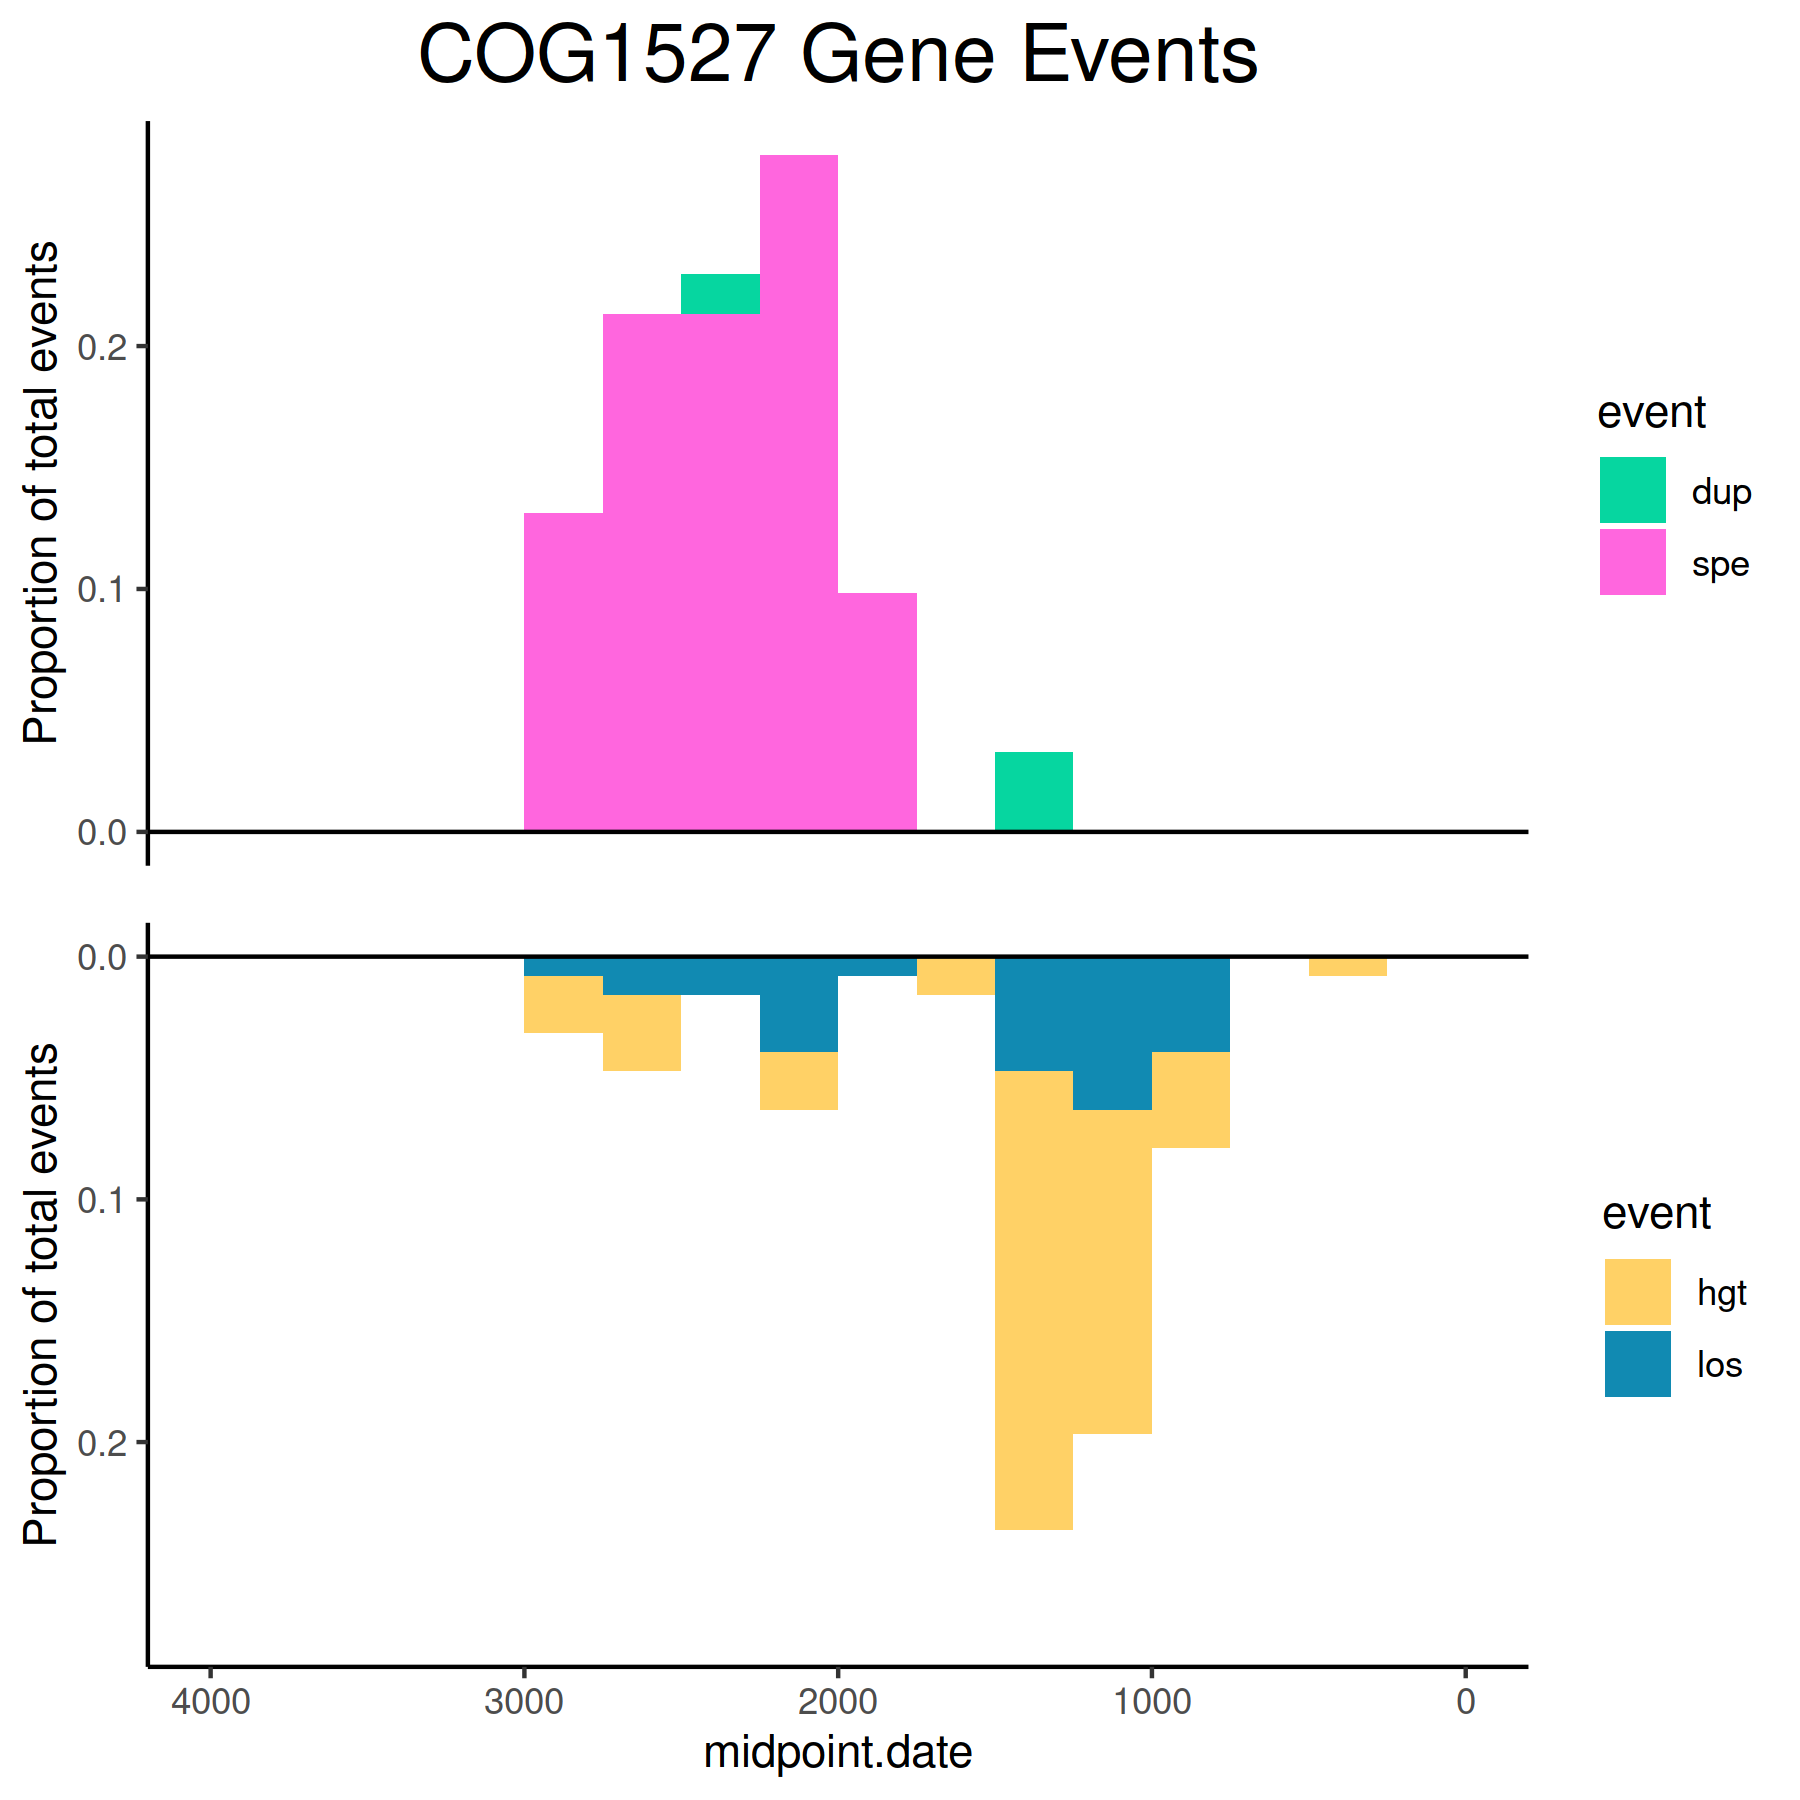 COG1527 Gene Events
Proportion of total events
0.2
0.1
0.0
event
dup
spe
Proportion of total events
0.0
0.1
0.2
event
hgt
los
4000 3000 2000 1000 0
midpoint.date